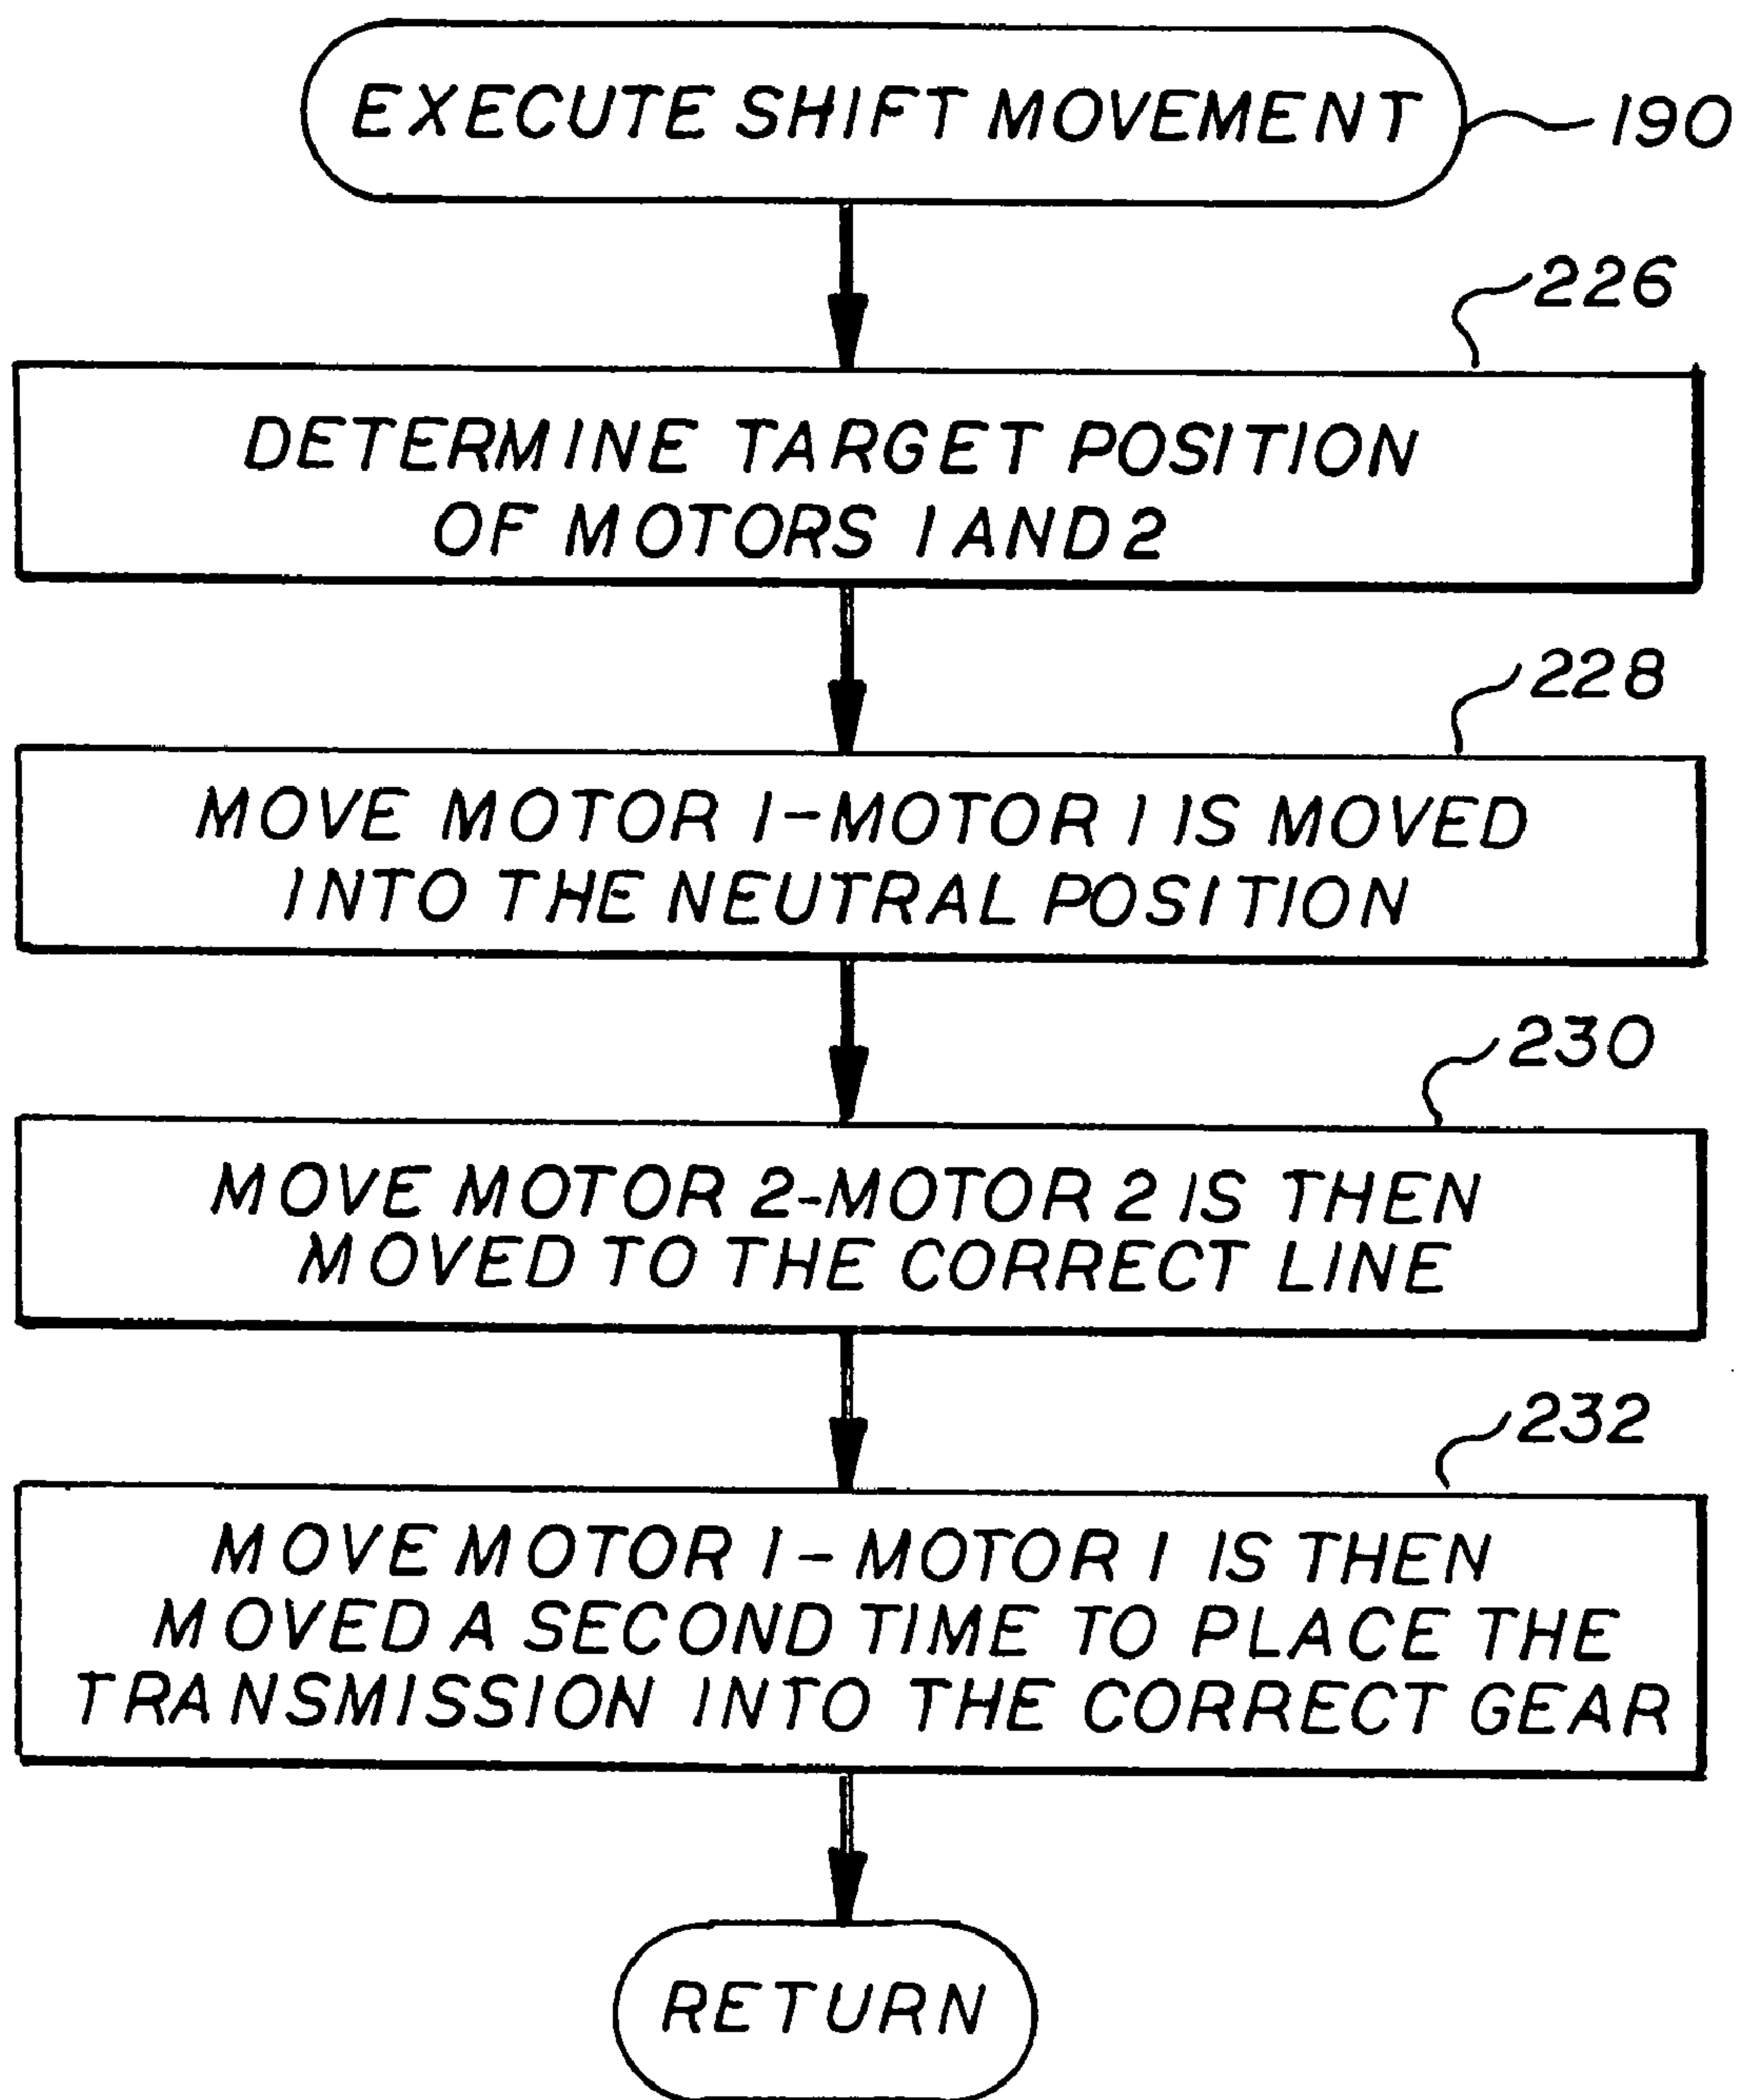 EXECUTE SHIFT MOVEMENT
190
226
DETERMINE TARGET POSITION
OF MOTORS 1 AND 2
228
MOVE MOTOR 1-MOTOR 1 IS MOVED
INTO THE NEUTRAL POSITION
230
MOVE MOTOR 2-MOTOR 2 IS THEN
MOVED TO THE CORRECT LINE
232
MOVE MOTOR 1- MOTOR 1 IS THEN
MOVED A SECOND TIME TO PLACE THE
TRANSMISSION INTO THE CORRECT GEAR
RETURN